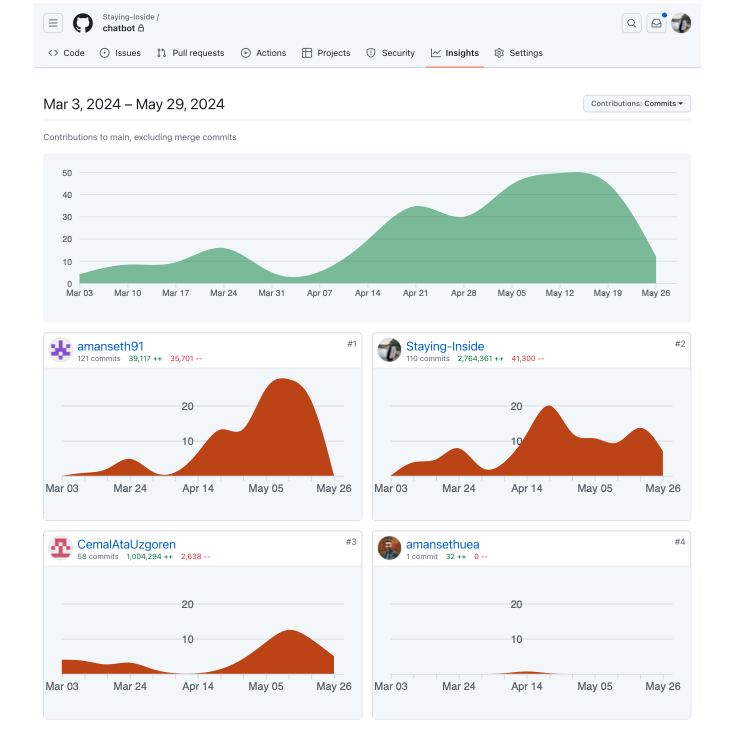 Staying-Inside /
chatbot
Code Issues Pull requests Actions Projects Security Insights Settings
Mar 3, 2024 – May 29, 2024
Contributions: Commits
Contributions to main, excluding merge commits
50
40
30
20
10
0
Mar 03 Mar 10 Mar 17 Mar 24 Mar 31 Apr 07 Apr 14 Apr 21 Apr 28 May 05 May 12 May 19 May 26
amanseth91 #1
121 commits 39,117 ++ 35,701 --
20
10
Mar 03 Mar 24 Apr 14 May 05 May 26
Staying-Inside #2
110 commits 2,764,361 ++ 41,300 --
20
10
Mar 03 Mar 24 Apr 14 May 05 May 26
CemalAtaUzgoren #3
58 commits 1,004,294 ++ 2,638 --
20
10
Mar 03 Mar 24 Apr 14 May 05 May 26
amansethuea #4
1 commit 32 ++ 0 --
20
10
Mar 03 Mar 24 Apr 14 May 05 May 26